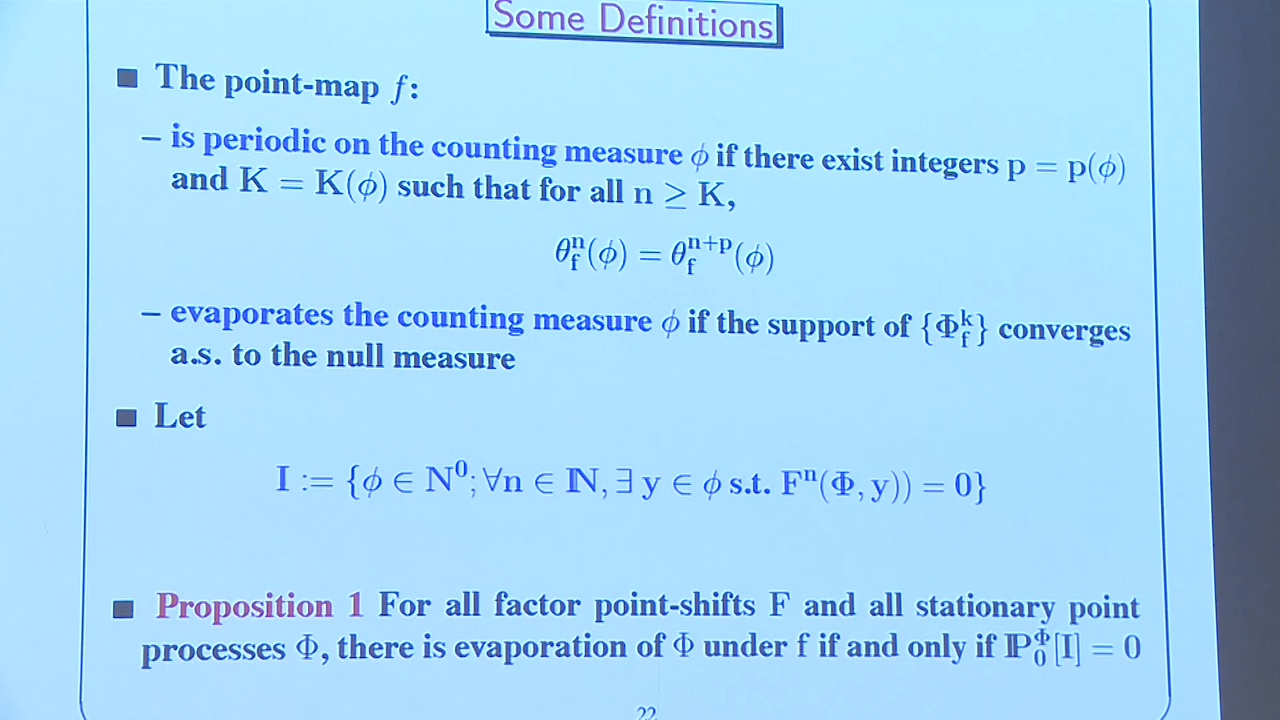 Some Definitions
■ The point-map f:
– is periodic on the counting measure ϕ if there exist integers p = p(ϕ)
and K = K(ϕ) such that for all n ≥ K,
θ_f^n(ϕ) = θ_f^{n+p}(ϕ)
– evaporates the counting measure ϕ if the support of {Φ_f^k} converges
a.s. to the null measure
■ Let
I := {ϕ ∈ N^0; ∀n ∈ ℕ, ∃ y ∈ ϕ s.t. F^n(Φ, y)) = 0}
■ Proposition 1 For all factor point-shifts F and all stationary point
processes Φ, there is evaporation of Φ under f if and only if ℙ_0^Φ[I] = 0
22